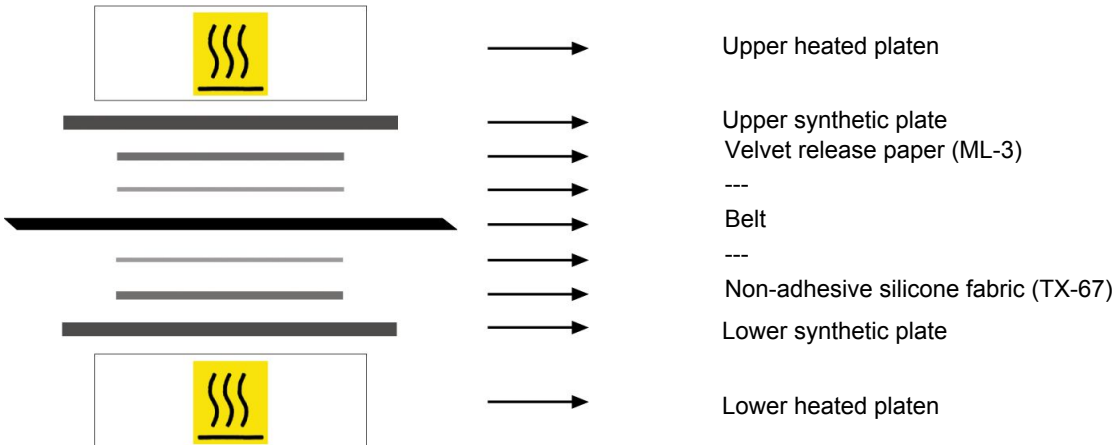 Upper heated platen
Upper synthetic plate
Velvet release paper (ML-3)
---
Belt
---
Non-adhesive silicone fabric (TX-67)
Lower synthetic plate
Lower heated platen